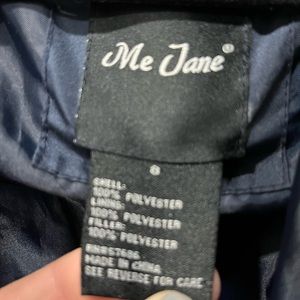 Me Jane®
SHELL:
100% POLYESTER
LINING:
100% POLYESTER
FILLER:
100% POLYESTER
MADE IN CHINA
SEE REVERSE FOR CARE